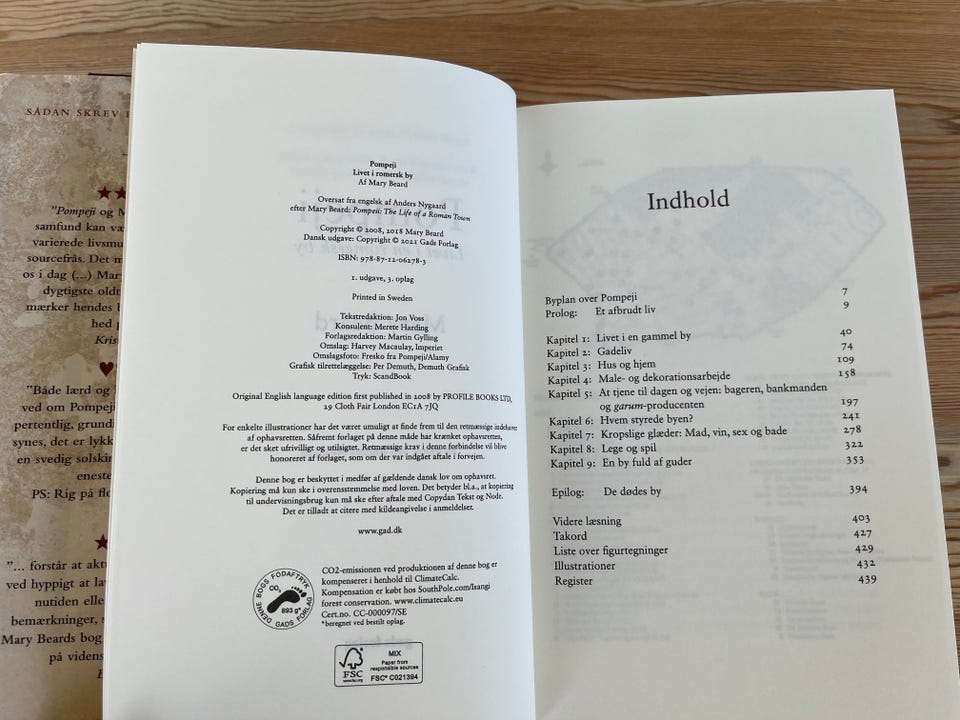 SÅDAN SKREV
"Pompeji og M
samfund kan væ
varierede livsmu
sourcefrås. Det m
os i dag (...) Mar
dygtigste oldt
mærker hendes b
hed p
Kris
"Både lærd og
ved om Pompej
pertentlig, grundi
synes, det er lykk
en svedig solskin
eneste
PS: Rig på flo
"... forstår at akt
ved hyppigt at la
nutiden elle
bemærkninger, s
Mary Beards bog
på videns
Pompeji
Livet i romersk by
Af Mary Beard
Oversat fra engelsk af Anders Nygaard
efter Mary Beard: Pompeii: The Life of a Roman Town
Copyright © 2008, 2018 Mary Beard
Dansk udgave: Copyright © 2021 Gads Forlag
ISBN: 978-87-12-06278-3
1. udgave, 3. oplag
Printed in Sweden
Tekstredaktion: Jon Voss
Konsulent: Merete Harding
Forlagsredaktion: Martin Gylling
Omslag: Harvey Macaulay, Imperiet
Omslagsfoto: Fresko fra Pompeji/Alamy
Grafisk tilrettelæggelse: Per Demuth, Demuth Grafisk
Tryk: ScandBook
Original English language edition first published in 2008 by PROFILE BOOKS LTD,
29 Cloth Fair London EC1A 7JQ
For enkelte illustrationer har det været umuligt at finde frem til den retmæssige indehaver
af ophavsretten. Såfremt forlaget på denne måde har krænket ophavsretten,
er det sket ufrivilligt og utilsigtet. Retmæssige krav i denne forbindelse vil blive
honoreret af forlaget, som om der var indgået aftale i forvejen.
Denne bog er beskyttet i medfør af gældende dansk lov om ophavsret.
Kopiering må kun ske i overensstemmelse med loven. Det betyder bl.a., at kopiering
til undervisningsbrug kun må ske efter aftale med Copydan Tekst og Node.
Det er tilladt at citere med kildeangivelse i anmeldelser.
www.gad.dk
DENNE BOGS FODAFTRYK
CO₂
893 g*
GADS FORLAG
CO2-emissionen ved produktionen af denne bog er
kompenseret i henhold til ClimateCalc.
Kompensation er købt hos SouthPole.com/Isangi
forest conservation. www.climatecalc.eu
Cert.no. CC-000097/SE
*beregnet ved bestilt oplag.
FSC
www.fsc.org
MIX
Paper from
responsible sources
FSC® C021394
Indhold
Byplan over Pompeji 7
Prolog: Et afbrudt liv 9
Kapitel 1: Livet i en gammel by 40
Kapitel 2: Gadeliv 74
Kapitel 3: Hus og hjem 109
Kapitel 4: Male- og dekorationsarbejde 158
Kapitel 5: At tjene til dagen og vejen: bageren, bankmanden
og garum-producenten 197
Kapitel 6: Hvem styrede byen? 241
Kapitel 7: Kropslige glæder: Mad, vin, sex og bade 278
Kapitel 8: Lege og spil 322
Kapitel 9: En by fuld af guder 353
Epilog: De dødes by 394
Videre læsning 403
Takord 427
Liste over figurtegninger 429
Illustrationer 432
Register 439